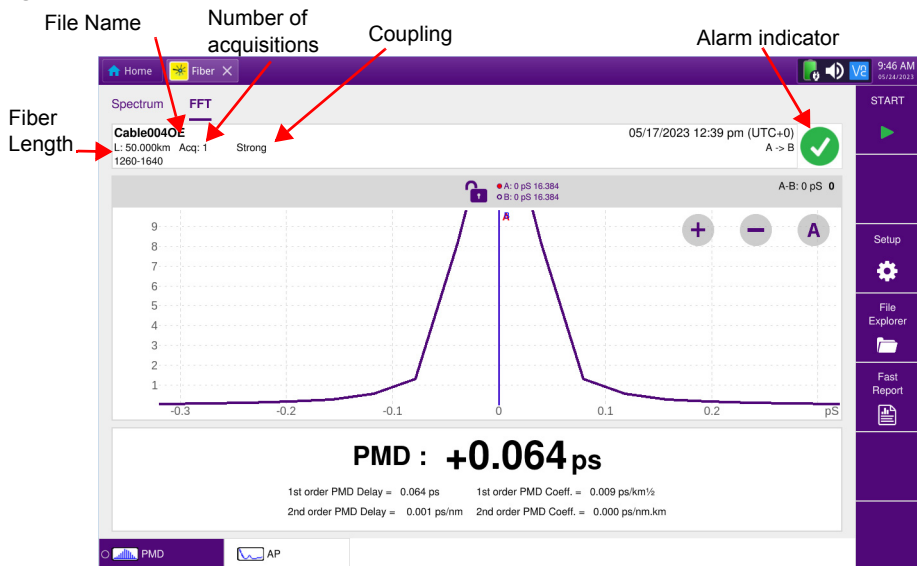 File Name
Number of
acquisitions
Coupling
Alarm indicator
Fiber
Length
Home
Fiber
9:46 AM
05/24/2023
Spectrum FFT
START
Cable004OE
05/17/2023 12:39 pm (UTC+0)
L: 50.000km Acq: 1 Strong
A -> B
1260-1640
A: 0 pS 16.384
B: 0 pS 16.384
A-B: 0 pS 0
A
9
8
7
6
5
4
3
2
1
-0.3 -0.2 -0.1 0 0.1 0.2 pS
+ − A
Setup
File
Explorer
Fast
Report
PMD : +0.064 ps
1st order PMD Delay = 0.064 ps 1st order PMD Coeff. = 0.009 ps/km½
2nd order PMD Delay = 0.001 ps/nm 2nd order PMD Coeff. = 0.000 ps/nm.km
PMD
AP